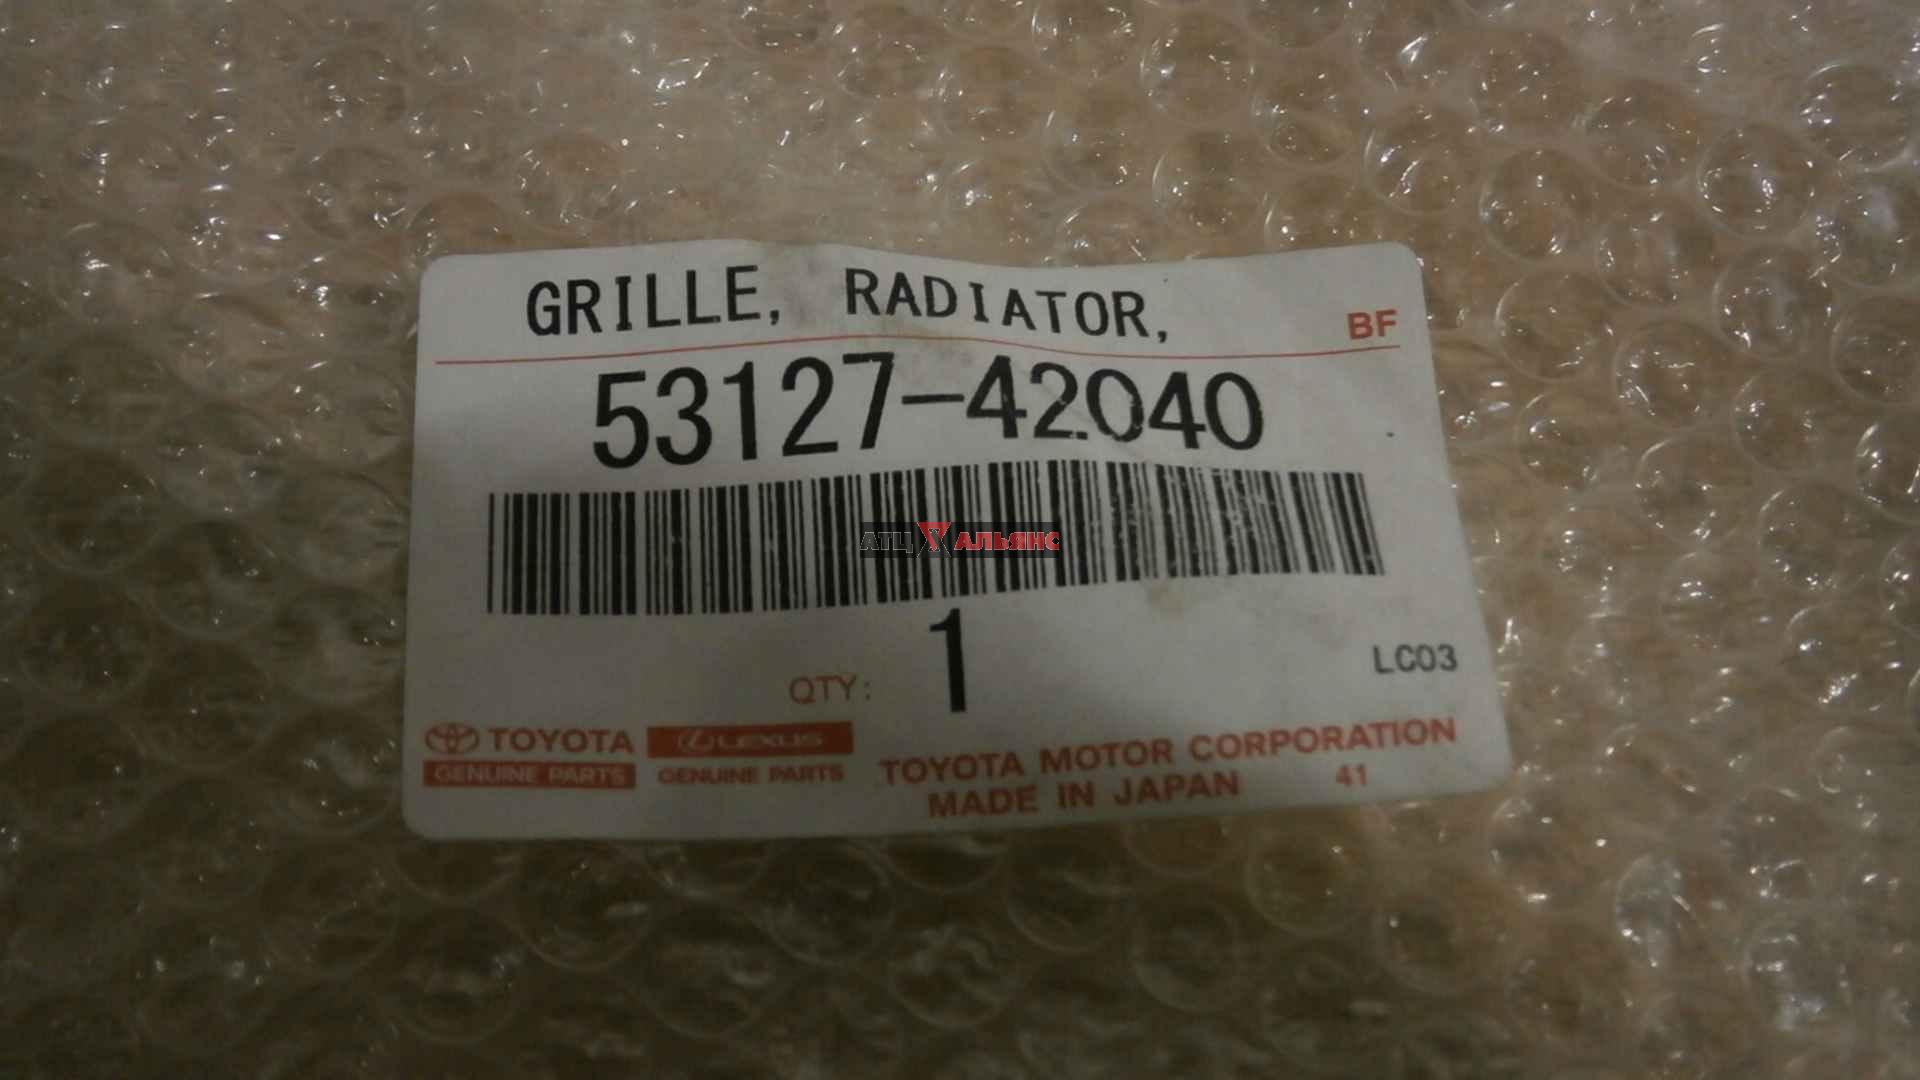 GRILLE, RADIATOR,
BF
53127-42040
АТЦ АЛЬЯНС
QTY: 1
LC03
TOYOTA
GENUINE PARTS
LEXUS
GENUINE PARTS
TOYOTA MOTOR CORPORATION
MADE IN JAPAN 41